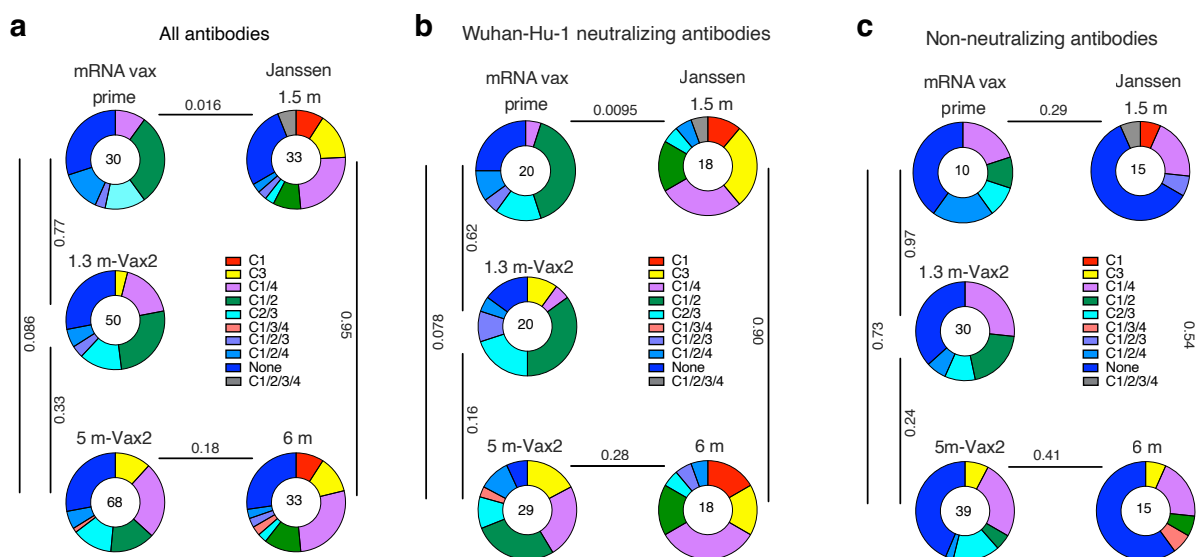 a
All antibodies
mRNA vax
prime
Janssen
1.5 m
0.016
30
33
0.77
1.3 m-Vax2
50
0.086
0.95
C1
C3
C1/4
C1/2
C2/3
C1/3/4
C1/2/3
C1/2/4
None
C1/2/3/4
0.33
5 m-Vax2
0.18
6 m
68
33
b
Wuhan-Hu-1 neutralizing antibodies
mRNA vax
prime
Janssen
1.5 m
0.0095
20
18
0.62
1.3 m-Vax2
20
0.078
0.90
C1
C3
C1/4
C1/2
C2/3
C1/3/4
C1/2/3
C1/2/4
None
C1/2/3/4
0.16
5 m-Vax2
0.28
6 m
29
18
c
Non-neutralizing antibodies
mRNA vax
prime
Janssen
1.5 m
0.29
10
15
0.97
1.3 m-Vax2
30
0.73
0.54
C1
C3
C1/4
C1/2
C2/3
C1/3/4
C1/2/3
C1/2/4
None
C1/2/3/4
0.24
5m-Vax2
0.41
6 m
39
15